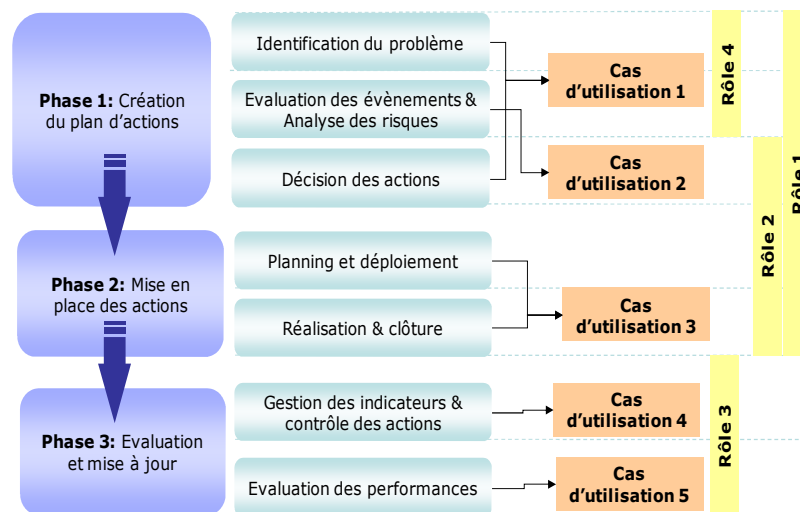 Phase 1: Création
du plan d'actions
Phase 2: Mise en
place des actions
Phase 3: Evaluation
et mise à jour
Identification du problème
Evaluation des évènements &
Analyse des risques
Décision des actions
Planning et déploiement
Réalisation & clôture
Gestion des indicateurs &
contrôle des actions
Evaluation des performances
Cas
d'utilisation 1
Cas
d'utilisation 2
Cas
d'utilisation 3
Cas
d'utilisation 4
Cas
d'utilisation 5
Rôle 4
Rôle 2
Rôle 3
Rôle 1